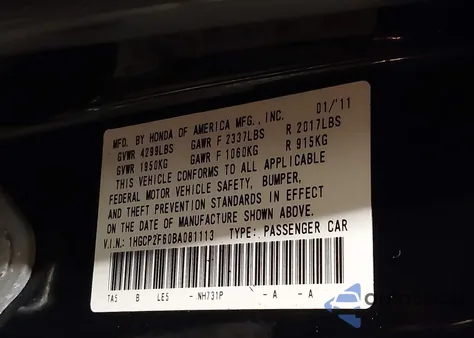 MFD. BY HONDA OF AMERICA MFG., INC. 01/'11
GVWR 4299LBS GAWR F 2337LBS R 2017LBS
GVWR 1950KG GAWR F 1060KG R 915KG
THIS VEHICLE CONFORMS TO ALL APPLICABLE
FEDERAL MOTOR VEHICLE SAFETY, BUMPER,
AND THEFT PREVENTION STANDARDS IN EFFECT
ON THE DATE OF MANUFACTURE SHOWN ABOVE.
V.I.N.: 1HGCP2F60BA081113 TYPE: PASSENGER CAR
TA5 B LE5 - NH731P -A -A